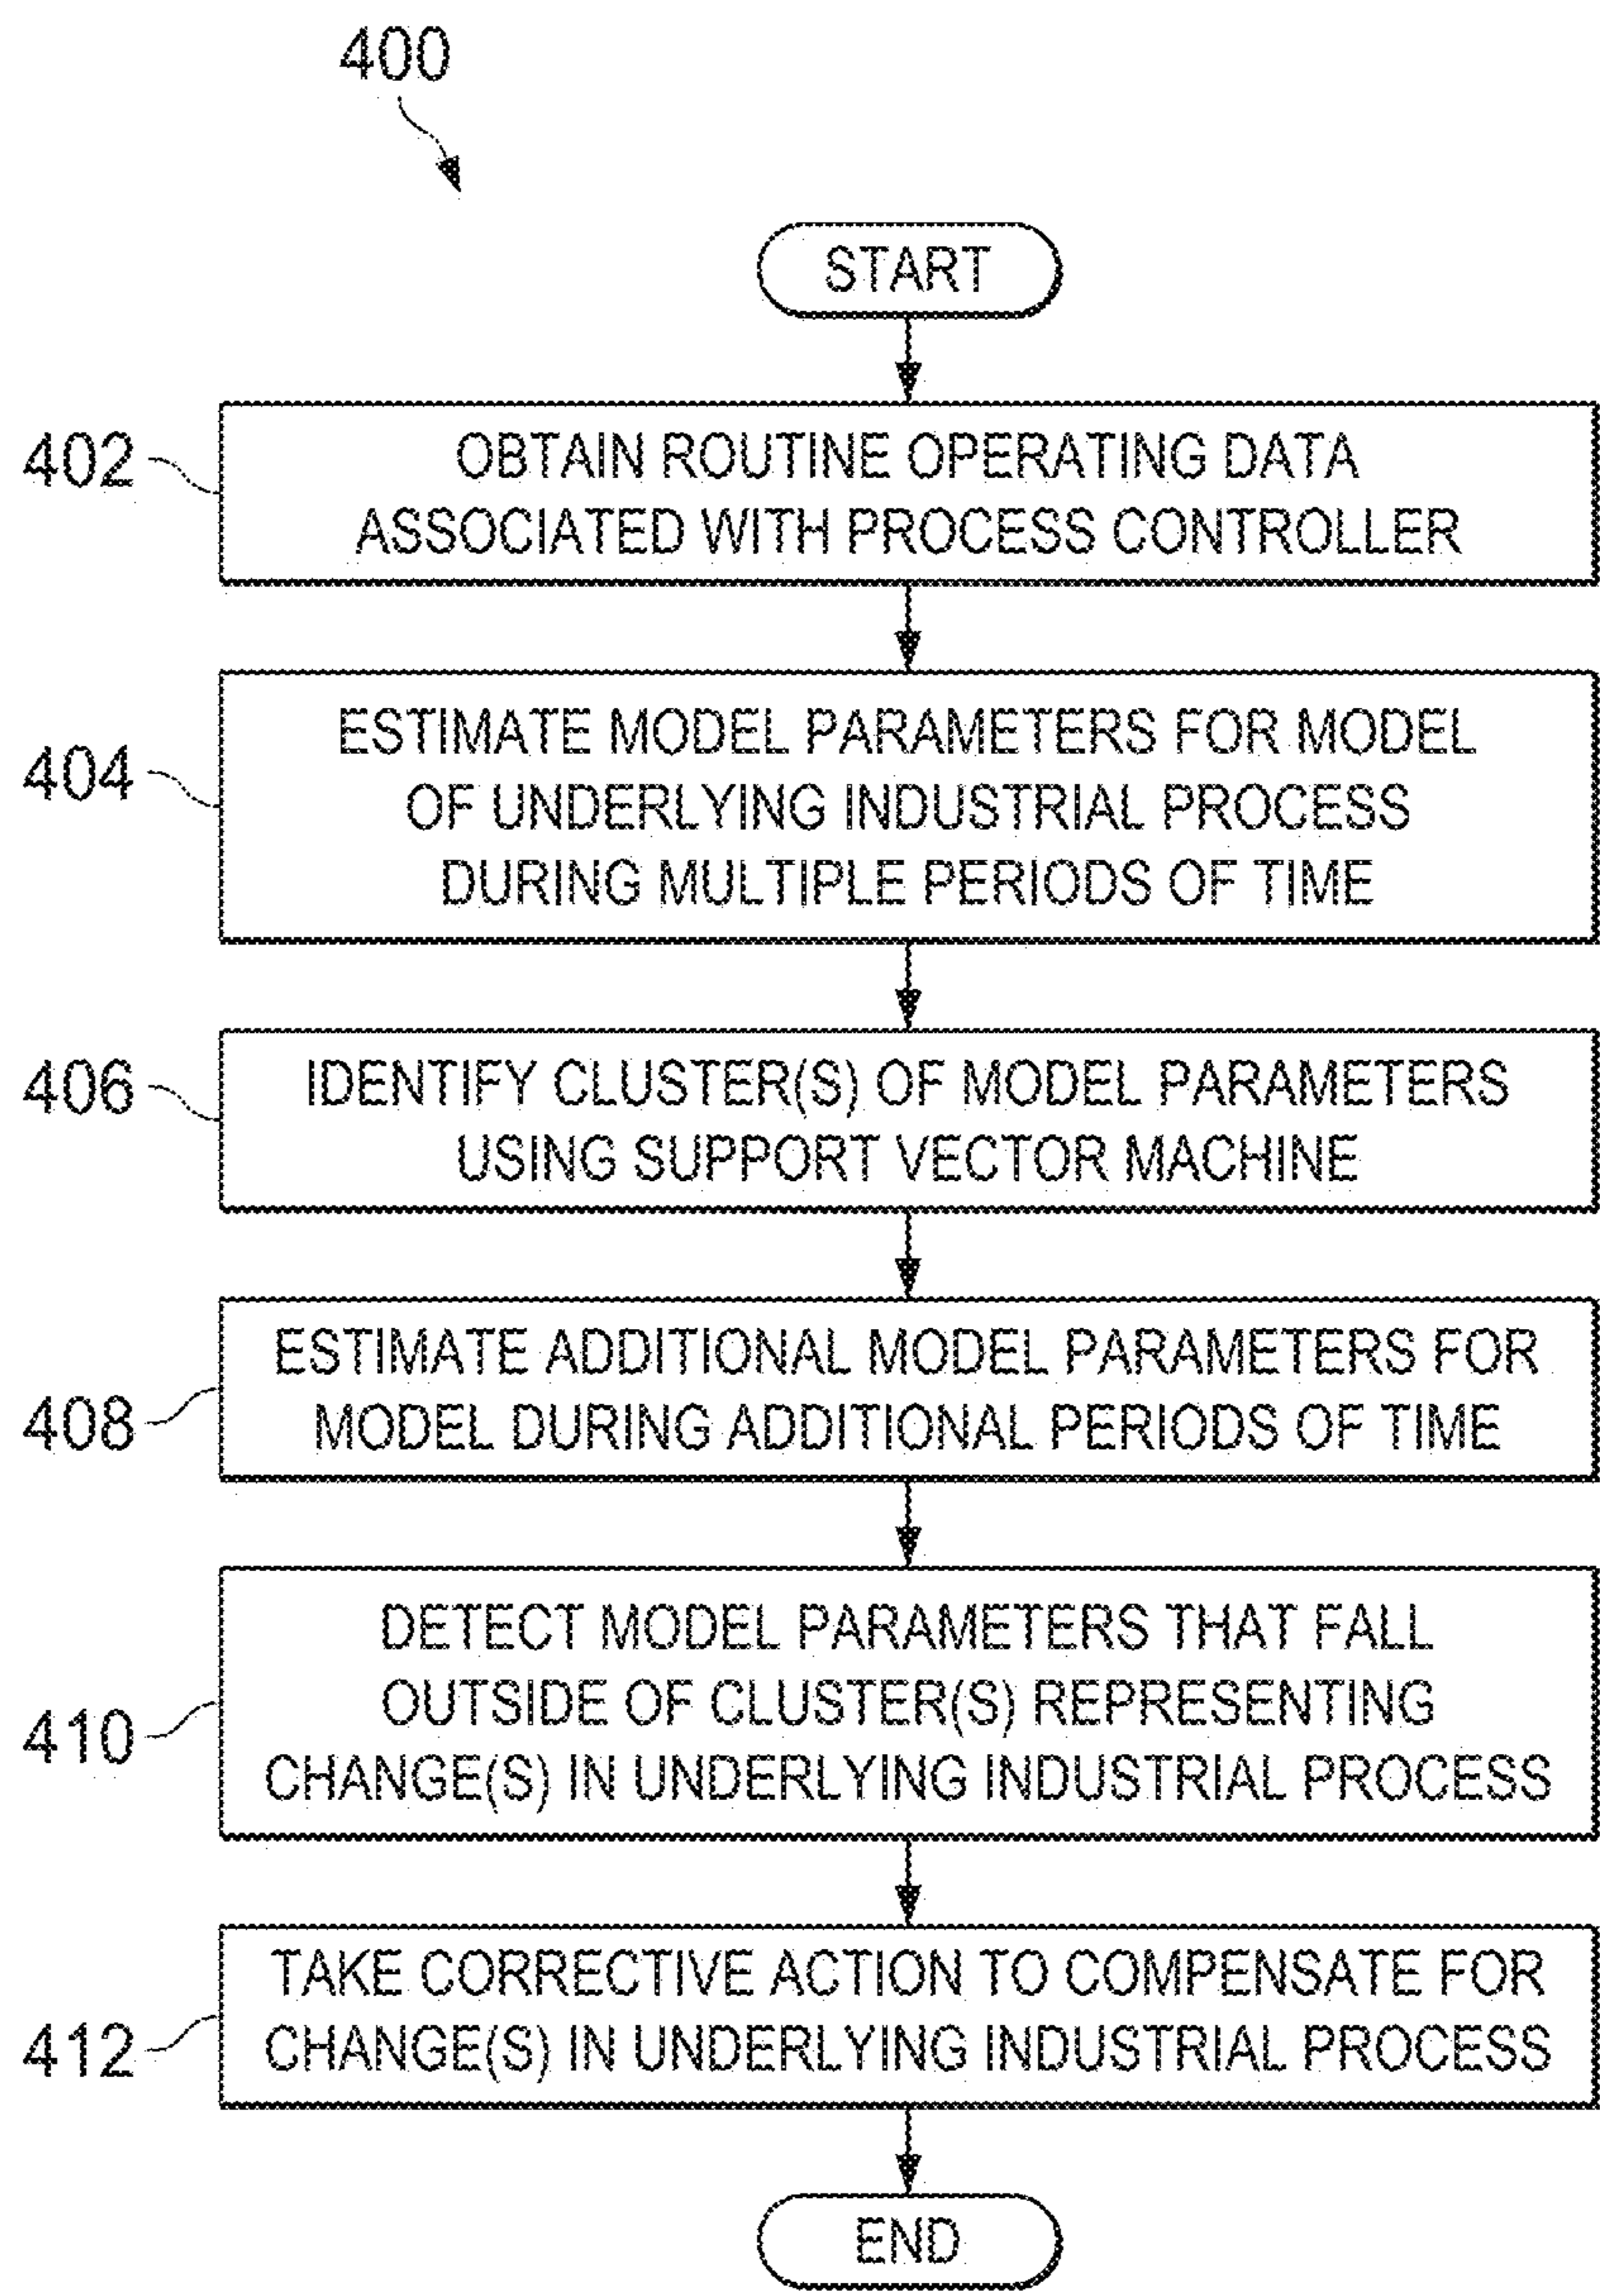 400
START
402
OBTAIN ROUTINE OPERATING DATA
ASSOCIATED WITH PROCESS CONTROLLER
404
ESTIMATE MODEL PARAMETERS FOR MODEL
OF UNDERLYING INDUSTRIAL PROCESS
DURING MULTIPLE PERIODS OF TIME
406
IDENTIFY CLUSTER(S) OF MODEL PARAMETERS
USING SUPPORT VECTOR MACHINE
408
ESTIMATE ADDITIONAL MODEL PARAMETERS FOR
MODEL DURING ADDITIONAL PERIODS OF TIME
410
DETECT MODEL PARAMETERS THAT FALL
OUTSIDE OF CLUSTER(S) REPRESENTING
CHANGE(S) IN UNDERLYING INDUSTRIAL PROCESS
412
TAKE CORRECTIVE ACTION TO COMPENSATE FOR
CHANGE(S) IN UNDERLYING INDUSTRIAL PROCESS
END